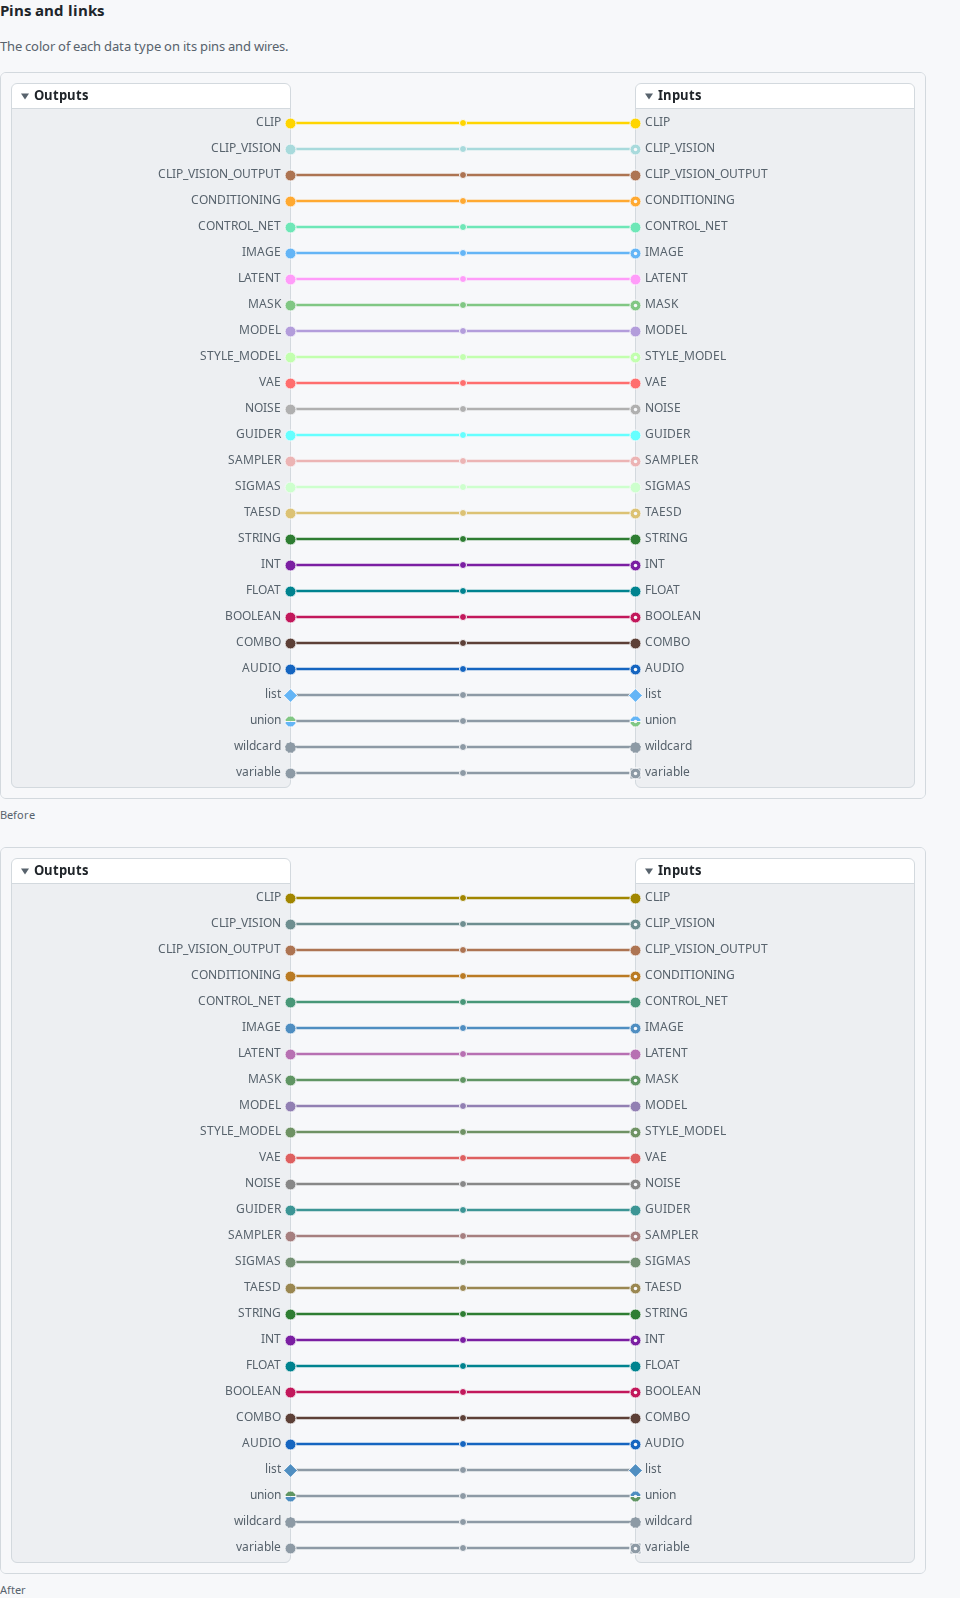 Pins and links
The color of each data type on its pins and wires.
Outputs Inputs
CLIP CLIP
CLIP_VISION CLIP_VISION
CLIP_VISION_OUTPUT CLIP_VISION_OUTPUT
CONDITIONING CONDITIONING
CONTROL_NET CONTROL_NET
IMAGE IMAGE
LATENT LATENT
MASK MASK
MODEL MODEL
STYLE_MODEL STYLE_MODEL
VAE VAE
NOISE NOISE
GUIDER GUIDER
SAMPLER SAMPLER
SIGMAS SIGMAS
TAESD TAESD
STRING STRING
INT INT
FLOAT FLOAT
BOOLEAN BOOLEAN
COMBO COMBO
AUDIO AUDIO
list list
union union
wildcard wildcard
variable variable
Before
Outputs Inputs
CLIP CLIP
CLIP_VISION CLIP_VISION
CLIP_VISION_OUTPUT CLIP_VISION_OUTPUT
CONDITIONING CONDITIONING
CONTROL_NET CONTROL_NET
IMAGE IMAGE
LATENT LATENT
MASK MASK
MODEL MODEL
STYLE_MODEL STYLE_MODEL
VAE VAE
NOISE NOISE
GUIDER GUIDER
SAMPLER SAMPLER
SIGMAS SIGMAS
TAESD TAESD
STRING STRING
INT INT
FLOAT FLOAT
BOOLEAN BOOLEAN
COMBO COMBO
AUDIO AUDIO
list list
union union
wildcard wildcard
variable variable
After